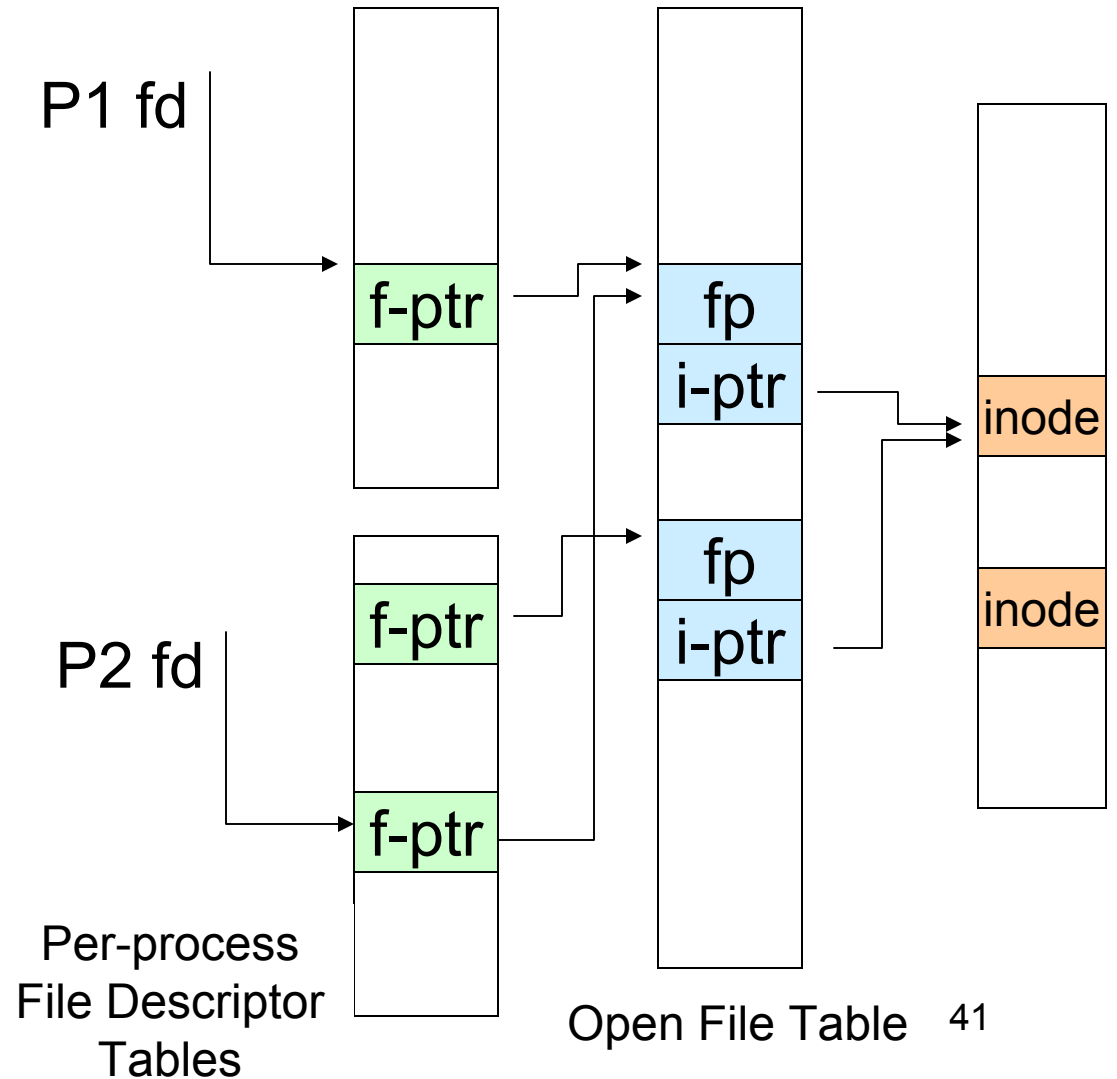 P1 fd
f-ptr
fp
i-ptr
inode
fp
f-ptr
inode
i-ptr
P2 fd
f-ptr
Per-process
File Descriptor
Tables
Open File Table
41